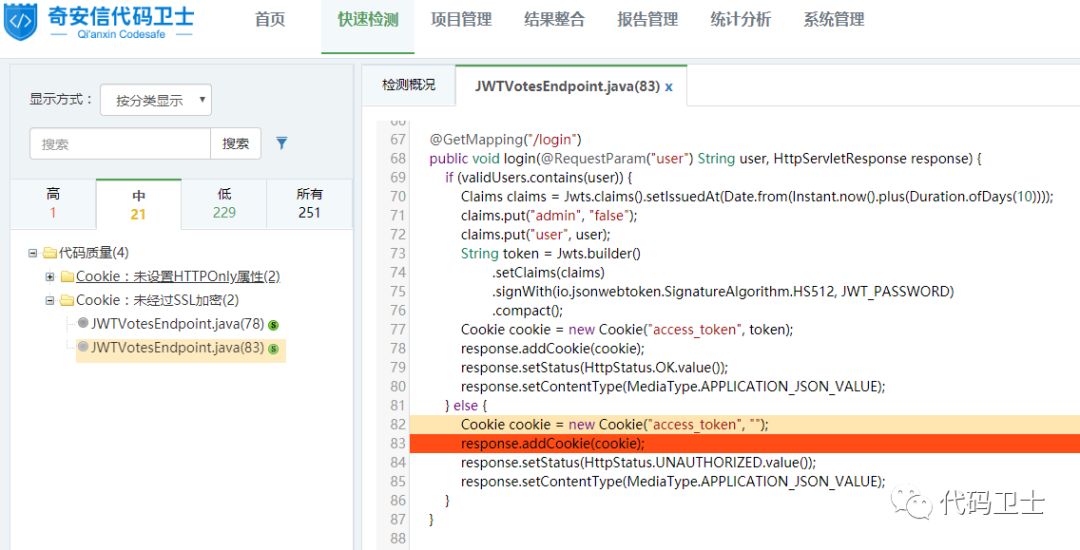 奇安信代码卫士
Qi'anxin Codesafe
首页
快速检测
项目管理
结果整合
报告管理
统计分析
系统管理
显示方式：
按分类显示
搜索
搜索
高
1
中
21
低
229
所有
251
代码质量(4)
Cookie：未设置HTTPOnly属性(2)
Cookie：未经过SSL加密(2)
JWTVotesEndpoint.java(78) S
JWTVotesEndpoint.java(83) S
检测概况
JWTVotesEndpoint.java(83) x
66
67 @GetMapping("/login")
68 public void login(@RequestParam("user") String user, HttpServletResponse response) {
69 if (validUsers.contains(user)) {
70 Claims claims = Jwts.claims().setIssuedAt(Date.from(Instant.now().plus(Duration.ofDays(10))));
71 claims.put("admin", "false");
72 claims.put("user", user);
73 String token = Jwts.builder()
74 .setClaims(claims)
75 .signWith(io.jsonwebtoken.SignatureAlgorithm.HS512, JWT_PASSWORD)
76 .compact();
77 Cookie cookie = new Cookie("access_token", token);
78 response.addCookie(cookie);
79 response.setStatus(HttpStatus.OK.value());
80 response.setContentType(MediaType.APPLICATION_JSON_VALUE);
81 } else {
82 Cookie cookie = new Cookie("access_token", "");
83 response.addCookie(cookie);
84 response.setStatus(HttpStatus.UNAUTHORIZED.value());
85 response.setContentType(MediaType.APPLICATION_JSON_VALUE);
86 }
87 }
88
代码卫士